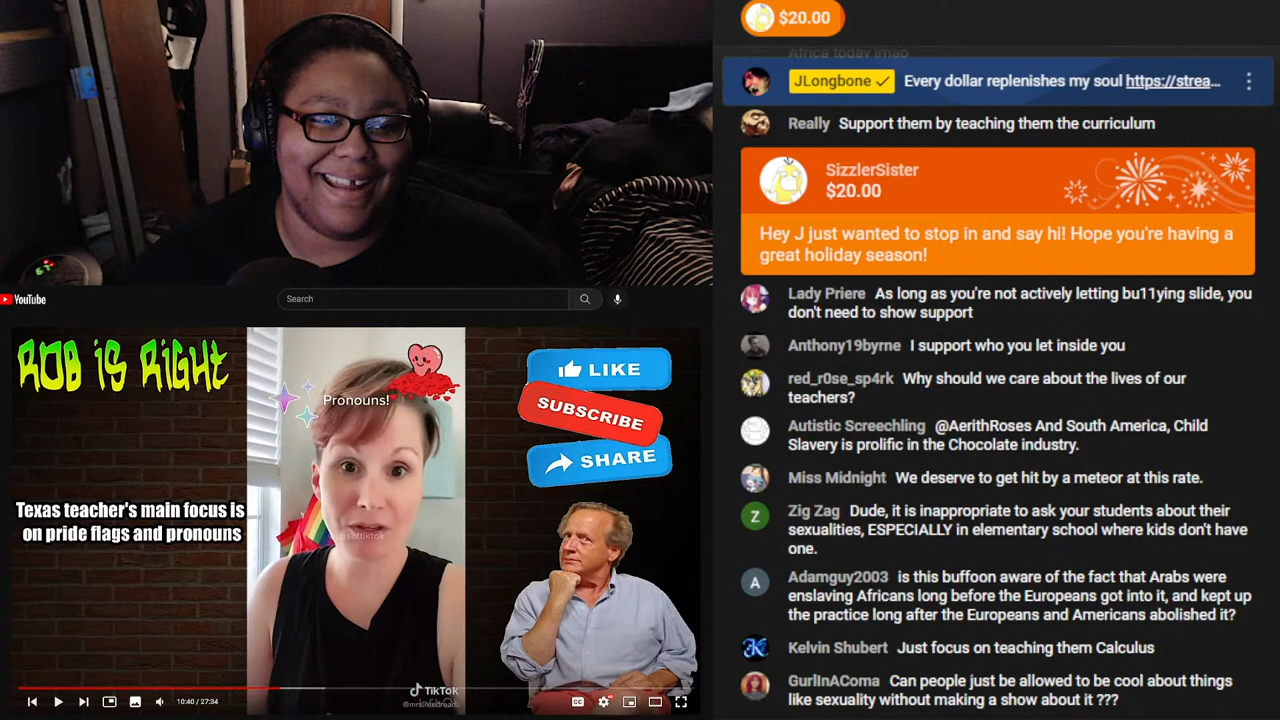 $20.00
Africa today lmao
JLongbone Every dollar replenishes my soul https://strea...
Really Support them by teaching them the curriculum
SizzlerSister
$20.00
Hey J just wanted to stop in and say hi! Hope you're having a
great holiday season!
Lady Priere As long as you're not actively letting bu11ying slide, you
don't need to show support
Anthony19byrne I support who you let inside you
red_r0se_sp4rk Why should we care about the lives of our
teachers?
Autistic Screechling @AerithRoses And South America, Child
Slavery is prolific in the Chocolate industry.
Miss Midnight We deserve to get hit by a meteor at this rate.
Z
Zig Zag Dude, it is inappropriate to ask your students about their
sexualities, ESPECIALLY in elementary school where kids don't have
one.
A
Adamguy2003 is this buffoon aware of the fact that Arabs were
enslaving Africans long before the Europeans got into it, and kept up
the practice long after the Europeans and Americans abolished it?
Kelvin Shubert Just focus on teaching them Calculus
GurlInAComa Can people just be allowed to be cool about things
like sexuality without making a show about it ???
YouTube
Search
ROB iS RiGHT
Pronouns!
LIKE
SUBSCRIBE
SHARE
Texas teacher's main focus is
on pride flags and pronouns
TikTok
10:40 / 27:34
CC